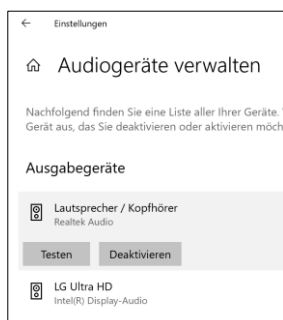 Einstellungen
Audiogeräte verwalten
Nachfolgend finden Sie eine Liste aller Ihrer Geräte.
Gerät aus, das Sie deaktivieren oder aktivieren möch
Ausgabegeräte
Lautsprecher / Kopfhörer
Realtek Audio
Testen Deaktivieren
LG Ultra HD
Intel(R) Display-Audio